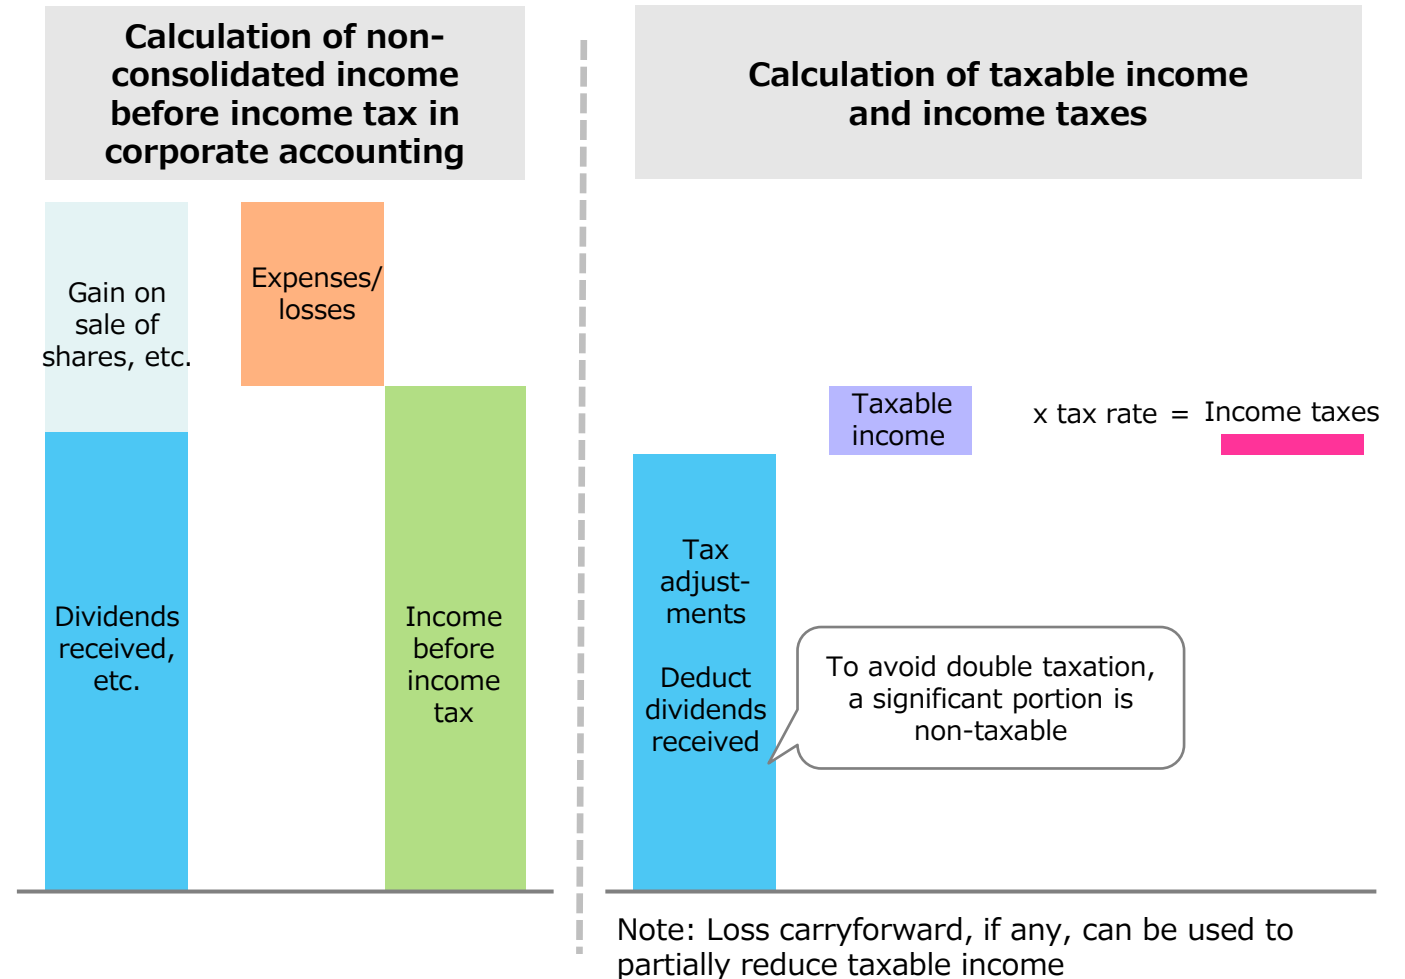 Calculation of non-
consolidated income
before income tax in
corporate accounting
Calculation of taxable income
and income taxes
Gain on
sale of
shares, etc.
Expenses/
losses
Dividends
received,
etc.
Income
before
income
tax
Taxable
income
x tax rate = Income taxes
Tax
adjust-
ments
Deduct
dividends
received
To avoid double taxation,
a significant portion is
non-taxable
Note: Loss carryforward, if any, can be used to
partially reduce taxable income